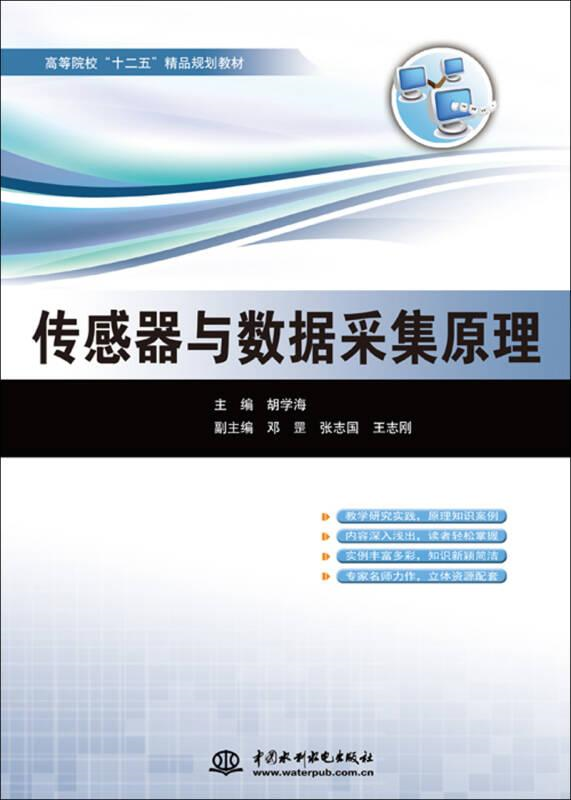 高等院校“十二五”精品规划教材
传感器与数据采集原理
主 编 胡学海
副主编 邓 罡 张志国 王志刚
教学研究实践，原理知识案例
内容深入浅出，读者轻松掌握
实例丰富多彩，知识新颖简洁
专家名师力作，立体资源配套
中国水利水电出版社
www.waterpub.com.cn